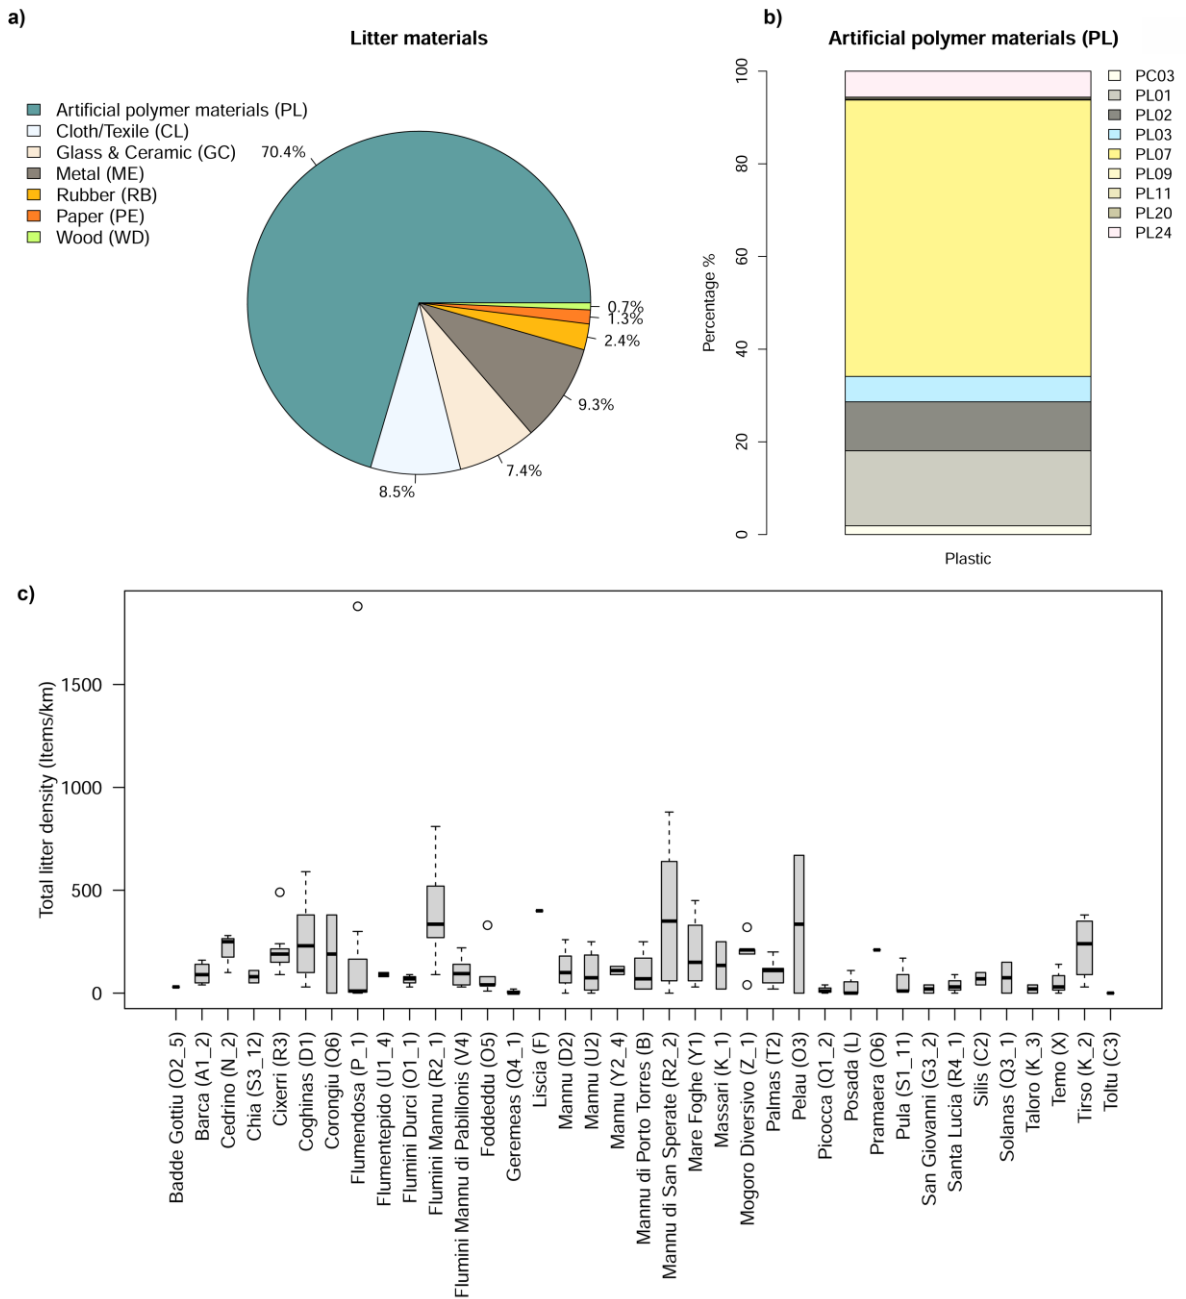 a)
Litter materials
Artificial polymer materials (PL)
Cloth/Texile (CL)
Glass & Ceramic (GC)
Metal (ME)
Rubber (RB)
Paper (PE)
Wood (WD)
70.4%
0.7%
1.3%
2.4%
9.3%
7.4%
8.5%
b)
Artificial polymer materials (PL)
Percentage %
100
80
60
40
20
0
Plastic
PC03
PL01
PL02
PL03
PL07
PL09
PL11
PL20
PL24
c)
Total litter density (Items/km)
1500
1000
500
0
Badde Gottiu (O2_5)
Barca (A1_2)
Cedrino (N_2)
Chia (S3_12)
Cixerri (R3)
Coghinas (D1)
Corongiu (Q6)
Flumendosa (P_1)
Flumentepido (U1_4)
Flumini Durci (O1_1)
Flumini Mannu (R2_1)
Flumini Mannu di Pabillonis (V4)
Foddeddu (O5)
Geremeas (Q4_1)
Liscia (F)
Mannu (D2)
Mannu (U2)
Mannu (Y2_4)
Mannu di Porto Torres (B)
Mannu di San Sperate (R2_2)
Mare Foghe (Y1)
Massari (K_1)
Mogoro Diversivo (Z_1)
Palmas (T2)
Pelau (O3)
Picocca (Q1_2)
Posada (L)
Pramaera (O6)
Pula (S1_11)
San Giovanni (G3_2)
Santa Lucia (R4_1)
Silis (C2)
Solanas (Q3_1)
Taloro (K_3)
Temo (X)
Tirso (K_2)
Toltu (C3)